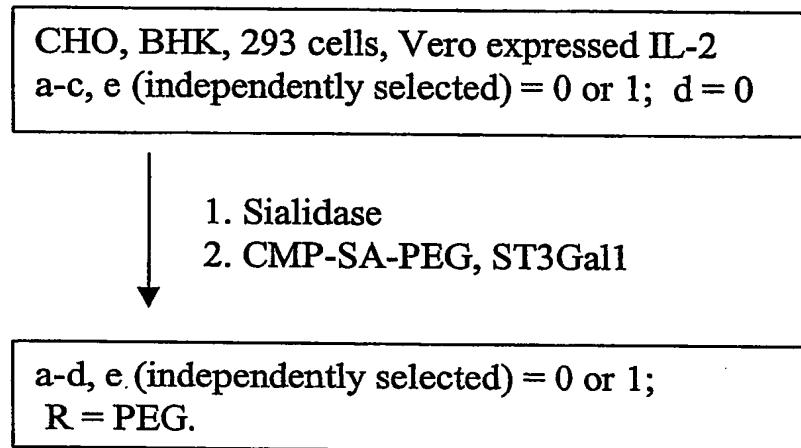 CHO, BHK, 293 cells, Vero expressed IL-2
a-c, e (independently selected) = 0 or 1; d = 0
1. Sialidase
2. CMP-SA-PEG, ST3Gal1
a-d, e (independently selected) = 0 or 1;
R = PEG.